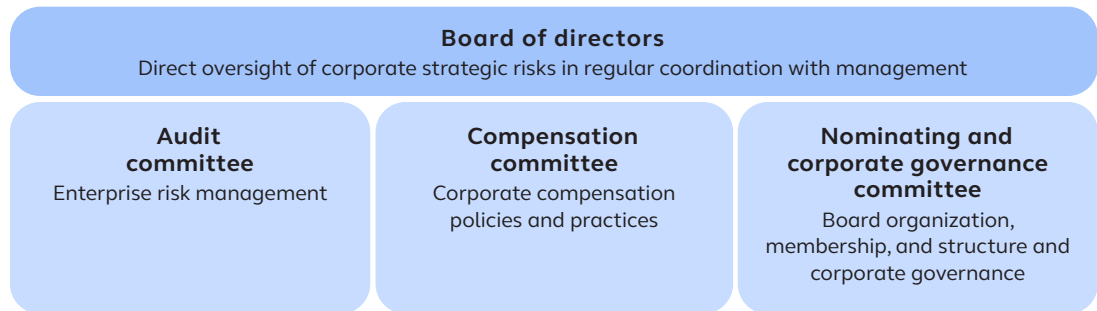 Board of directors
Direct oversight of corporate strategic risks in regular coordination with management
Audit
committee
Enterprise risk management
Compensation
committee
Corporate compensation
policies and practices
Nominating and
corporate governance
committee
Board organization,
membership, and structure and
corporate governance